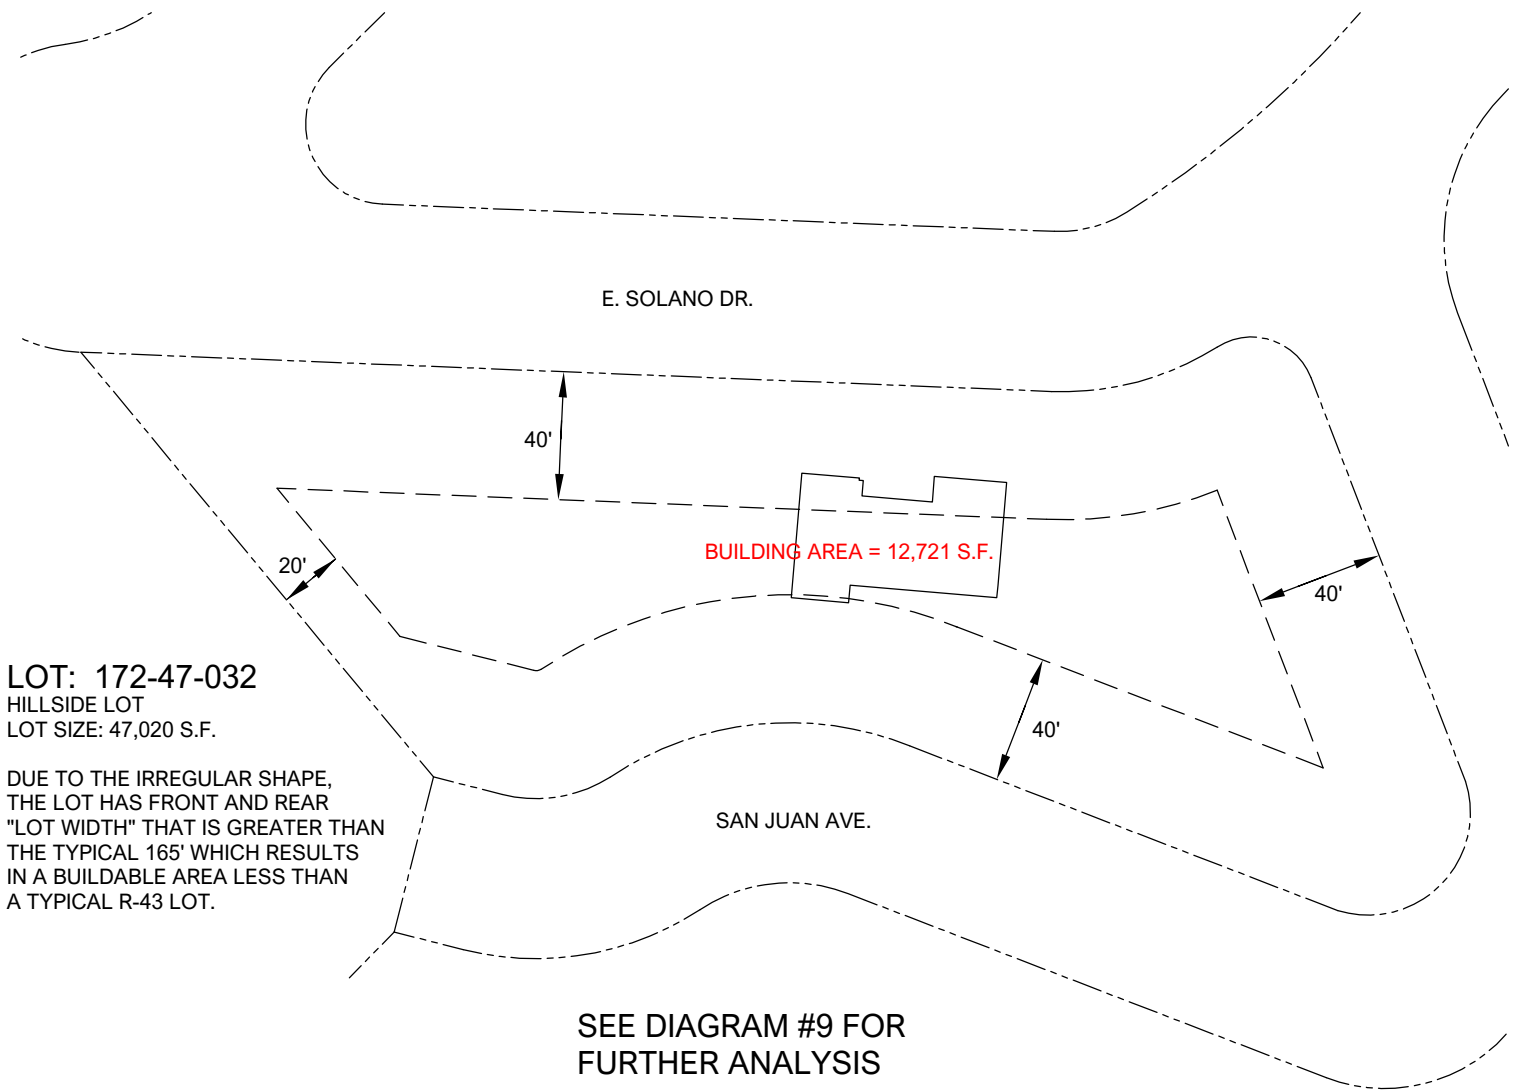 E. SOLANO DR.
40'
BUILDING AREA = 12,721 S.F.
20'
40'
LOT: 172-47-032
HILLSIDE LOT
LOT SIZE: 47,020 S.F.
40'
DUE TO THE IRREGULAR SHAPE,
THE LOT HAS FRONT AND REAR
"LOT WIDTH" THAT IS GREATER THAN
THE TYPICAL 165' WHICH RESULTS
IN A BUILDABLE AREA LESS THAN
A TYPICAL R-43 LOT.
SAN JUAN AVE.
SEE DIAGRAM #9 FOR
FURTHER ANALYSIS